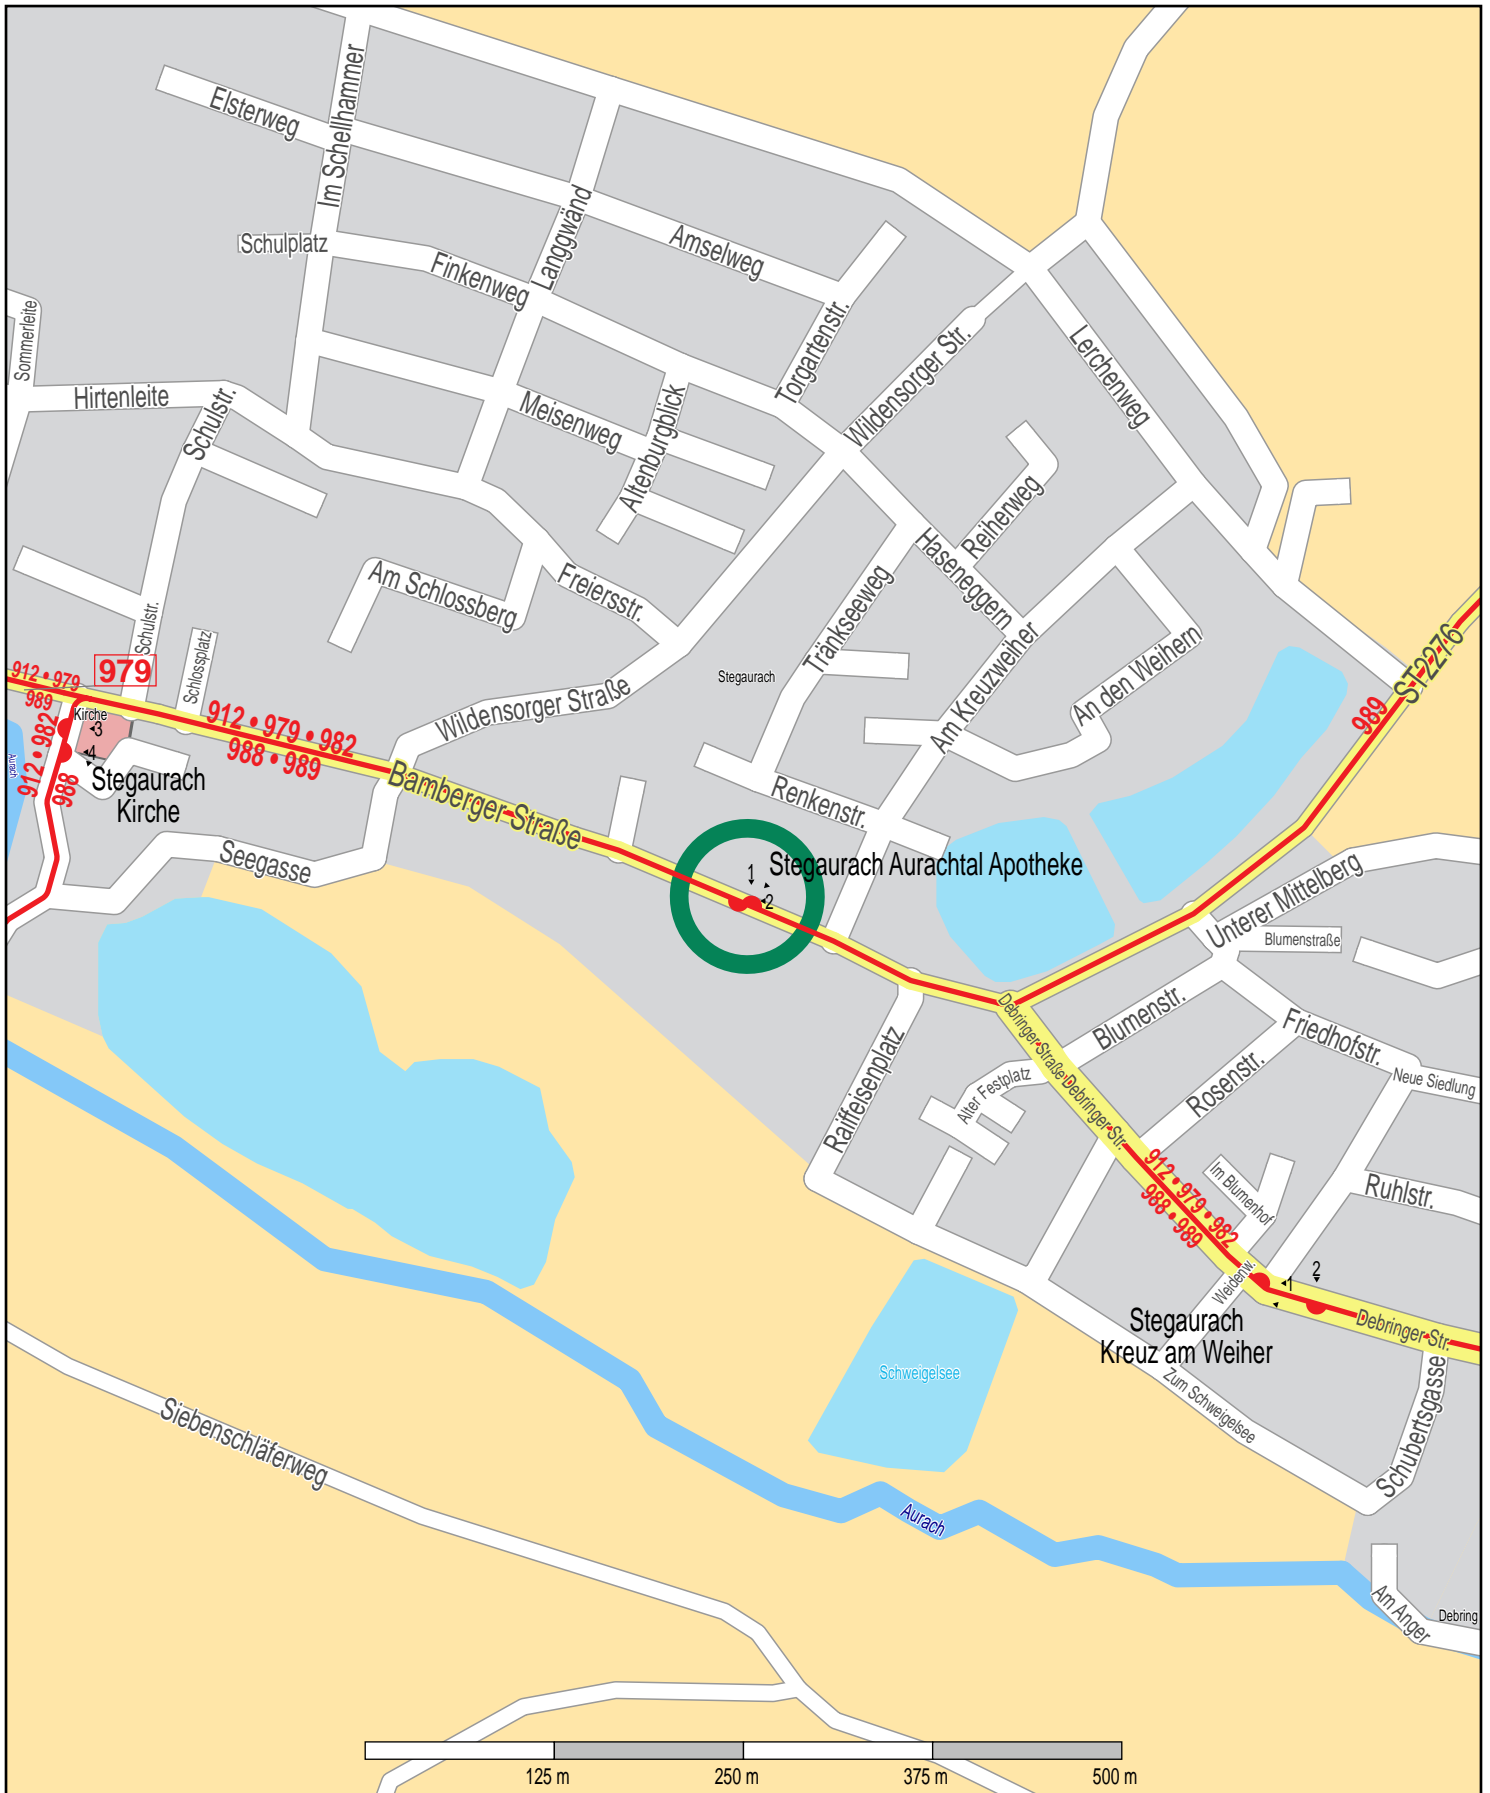 Elsterweg
Im Schellhammer
Schulplatz
Finkenweg
Langgwänd
Amselweg
Torgartenstr.
Wildensorger Str.
Lerchenweg
Sommerleite
Hirtenleite
Schulstr.
Meisenweg
Altenburgblick
Reiherweg
Haseneggern
Am Schlossberg
Freiersstr.
Tränkseeweg
Am Kreuzweiher
An den Weihern
Schulstr.
Schlossplatz
Stegaurach
Wildensorger Straße
ST2276
989
912 • 979
979
989
Kirche
3
4
912 • 982
988
Aurach
Stegaurach
Kirche
912 • 979 • 982
988 • 989
Bamberger Straße
Renkenstr.
Seegasse
1
Stegaurach Aurachtal Apotheke
2
Unterer Mittelberg
Blumenstraße
Blumenstr.
Friedhofstr.
Neue Siedlung
Rosenstr.
Raiffeisenplatz
Debringer Straße
Debringer Str.
Alter Festplatz
912 • 979 • 982
988 • 989
Im Blumenhof
Ruhlstr.
Weidenw.
1
2
Stegaurach
Kreuz am Weiher
Debringer Str.
Zum Schweigelsee
Schubertsgasse
Schweigelsee
Siebenschläferweg
Aurach
Am Anger
Debring
125 m
250 m
375 m
500 m